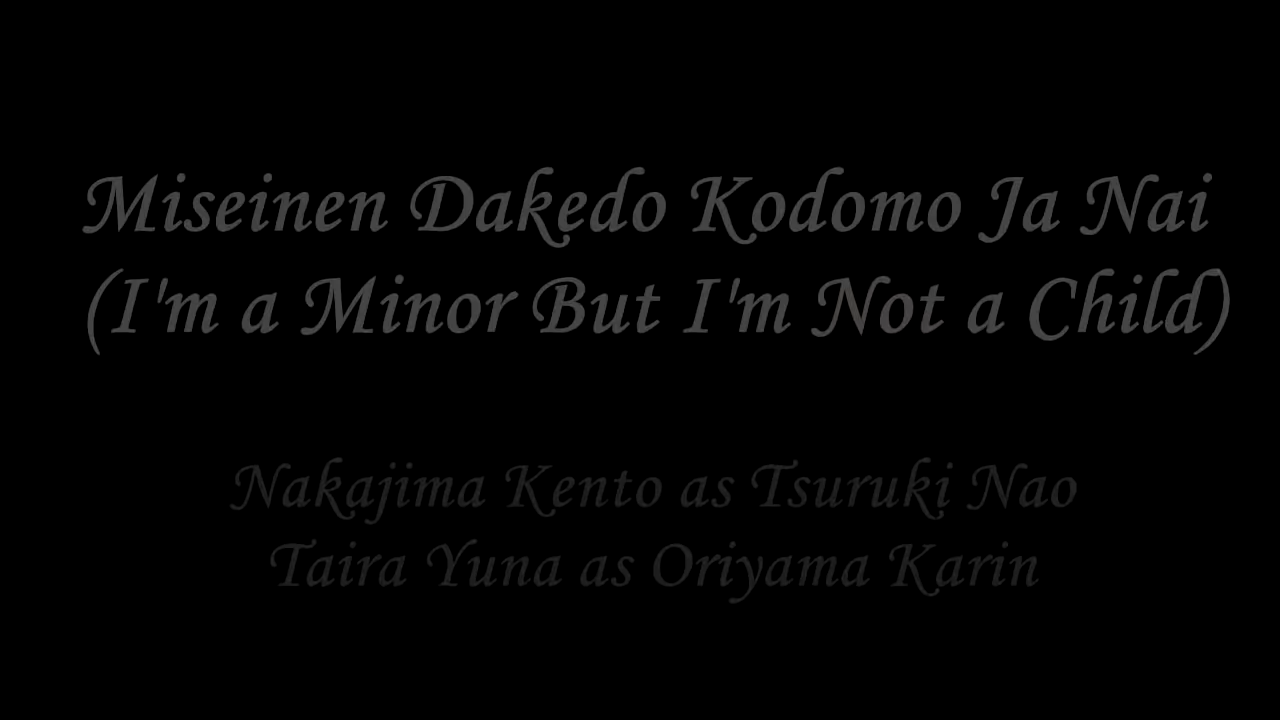 Miseinen Dakedo Kodomo Ja Nai
(I'm a Minor But I'm Not a Child)
Nakajima Kento as Tsuruki Nao
Taira Yuna as Oriyama Karin